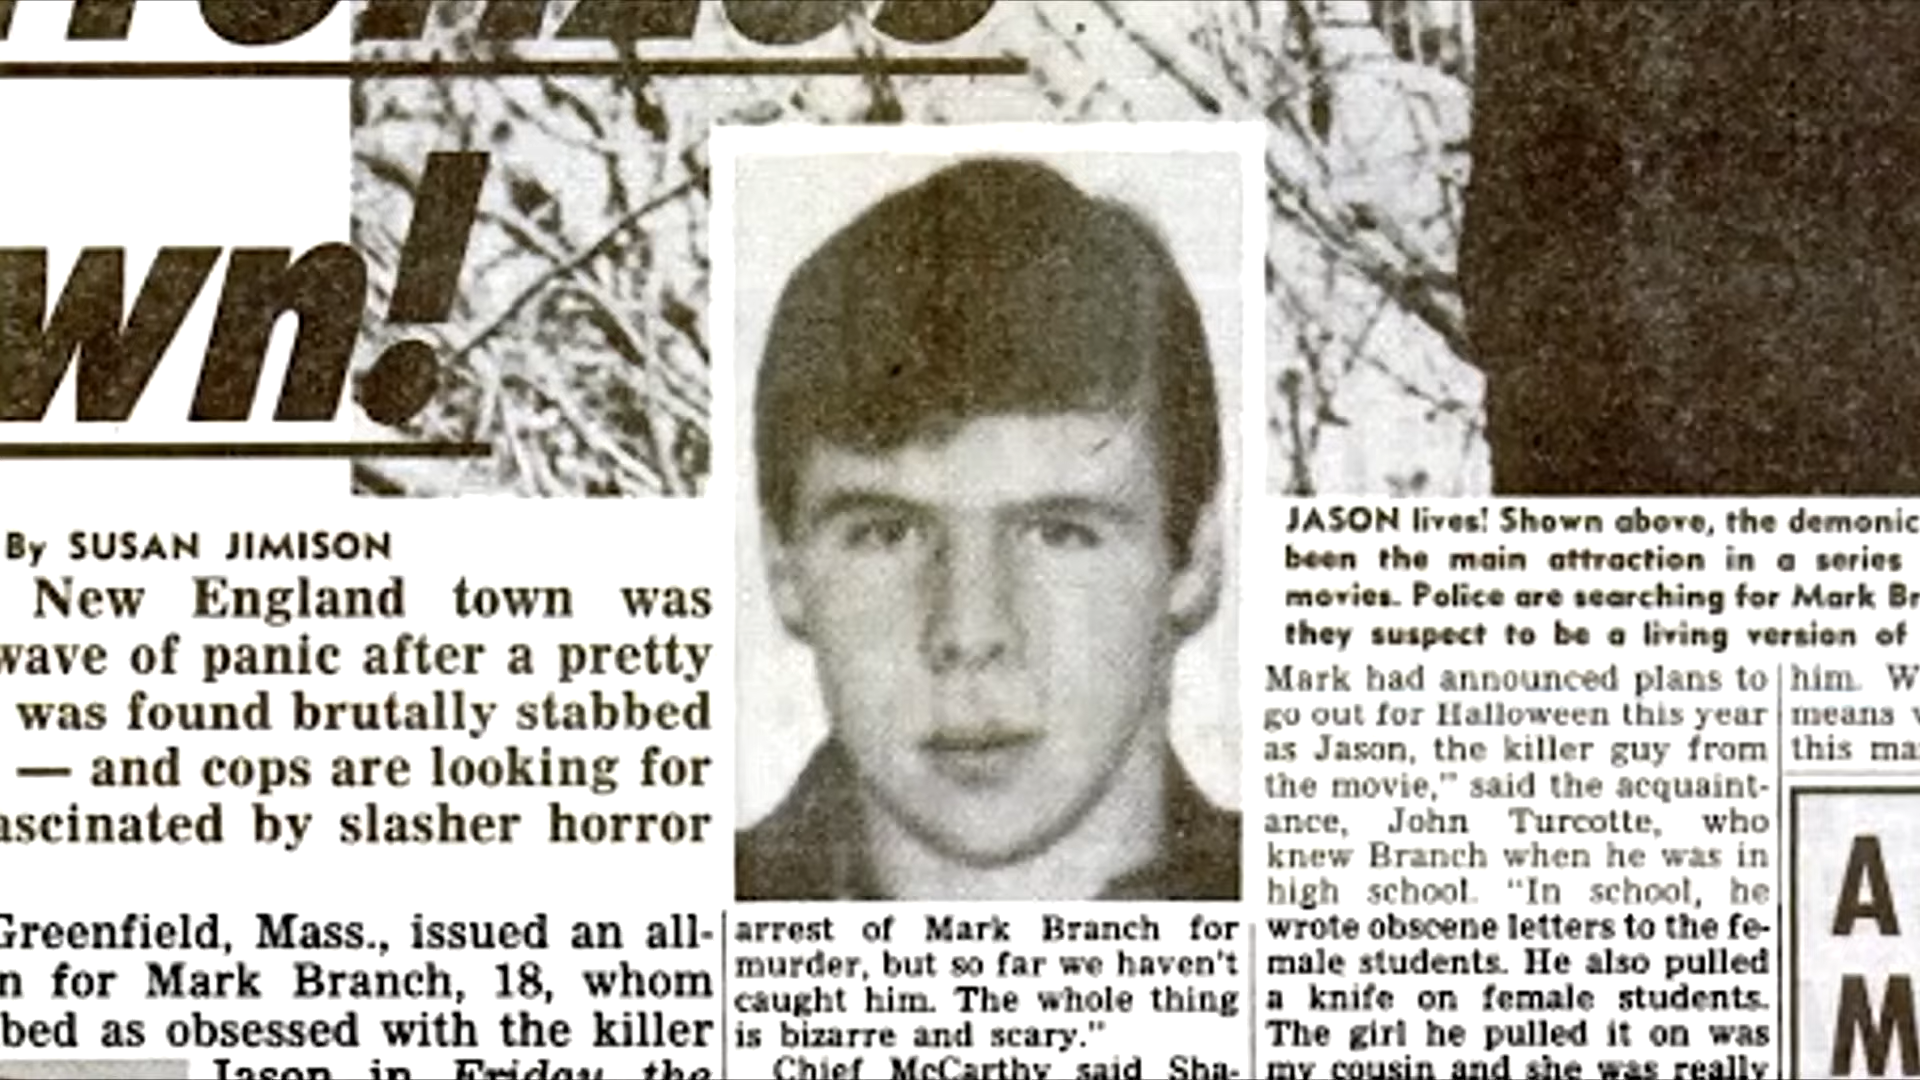 wn!
By SUSAN JIMISON
New England town was
wave of panic after a pretty
was found brutally stabbed
— and cops are looking for
ascinated by slasher horror
Greenfield, Mass., issued an all-
n for Mark Branch, 18, whom
bed as obsessed with the killer
Jason in Friday the
arrest of Mark Branch for
murder, but so far we haven't
caught him. The whole thing
is bizarre and scary."
Chief McCarthy said Sha-
JASON lives! Shown above, the demonic
been the main attraction in a series
movies. Police are searching for Mark Br
they suspect to be a living version of
Mark had announced plans to
go out for Halloween this year
as Jason, the killer guy from
the movie," said the acquaint-
ance, John Turcotte, who
knew Branch when he was in
high school. "In school, he
wrote obscene letters to the fe-
male students. He also pulled
a knife on female students.
The girl he pulled it on was
my cousin and she was really
him. W
means
this ma
A
M